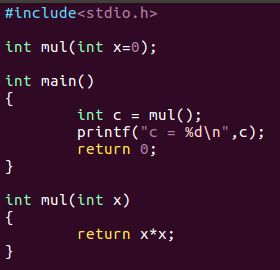 #include<stdio.h>
int mul(int x=0);
int main()
{
        int c = mul();
        printf("c = %d\n",c);
        return 0;
}
int mul(int x)
{
        return x*x;
}